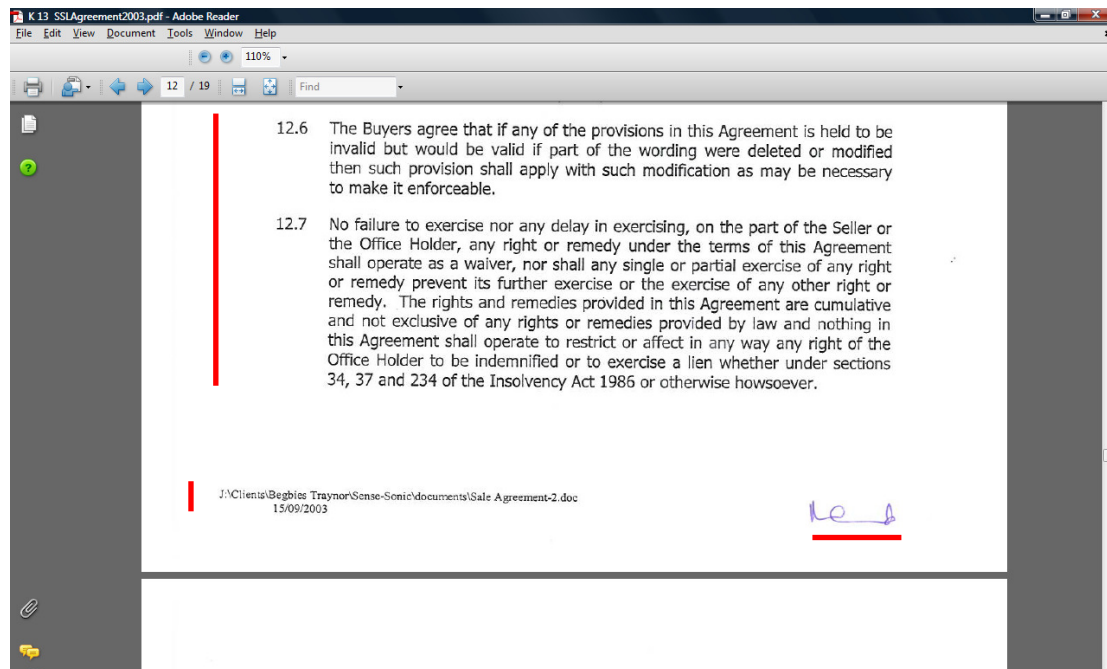 K 13 SSLAgreement2003.pdf - Adobe Reader
File Edit View Document Tools Window Help
110%
12 / 19 Find
12.6 The Buyers agree that if any of the provisions in this Agreement is held to be
invalid but would be valid if part of the wording were deleted or modified
then such provision shall apply with such modification as may be necessary
to make it enforceable.
12.7 No failure to exercise nor any delay in exercising, on the part of the Seller or
the Office Holder, any right or remedy under the terms of this Agreement
shall operate as a waiver, nor shall any single or partial exercise of any right
or remedy prevent its further exercise or the exercise of any other right or
remedy. The rights and remedies provided in this Agreement are cumulative
and not exclusive of any rights or remedies provided by law and nothing in
this Agreement shall operate to restrict or affect in any way any right of the
Office Holder to be indemnified or to exercise a lien whether under sections
34, 37 and 234 of the Insolvency Act 1986 or otherwise howsoever.
J:\Clients\Begbies Traynor\Sense-Sonic\documents\Sale Agreement-2.doc
15/09/2003